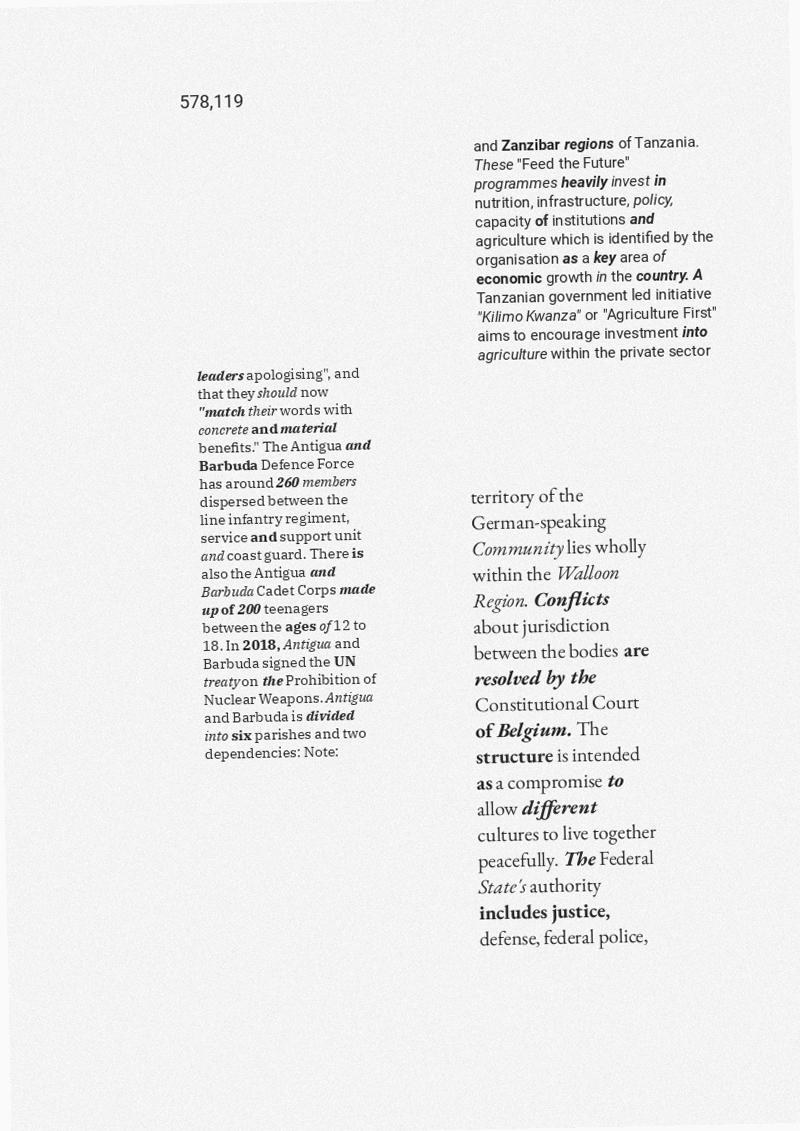 578,119
and Zanzibar regions of Tanzania.
These "Feed the Future"
programmes heavily invest in
nutrition, infrastructure, policy,
capacity of institutions and
agriculture which is identified by the
organisation as a key area of
economic growth in the country. A
Tanzanian government led initiative
"Kilimo Kwanza" or "Agriculture First"
aims to encourage investment into
agriculture within the private sector
leaders apologising", and
that they should now
"match their words with
concrete and material
benefits." The Antigua and
Barbuda Defence Force
has around 260 members
dispersed between the
line infantry regiment,
service and support unit
and coast guard. There is
also the Antigua and
Barbuda Cadet Corps made
up of 200 teenagers
between the ages of 12 to
18. In 2018, Antigua and
Barbuda signed the UN
treaty on the Prohibition of
Nuclear Weapons. Antigua
and Barbuda is divided
into six parishes and two
dependencies: Note:
territory of the
German-speaking
Community lies wholly
within the Walloon
Region. Conflicts
about jurisdiction
between the bodies are
resolved by the
Constitutional Court
of Belgium. The
structure is intended
as a compromise to
allow different
cultures to live together
peacefully. The Federal
State's authority
includes justice,
defense, federal police,